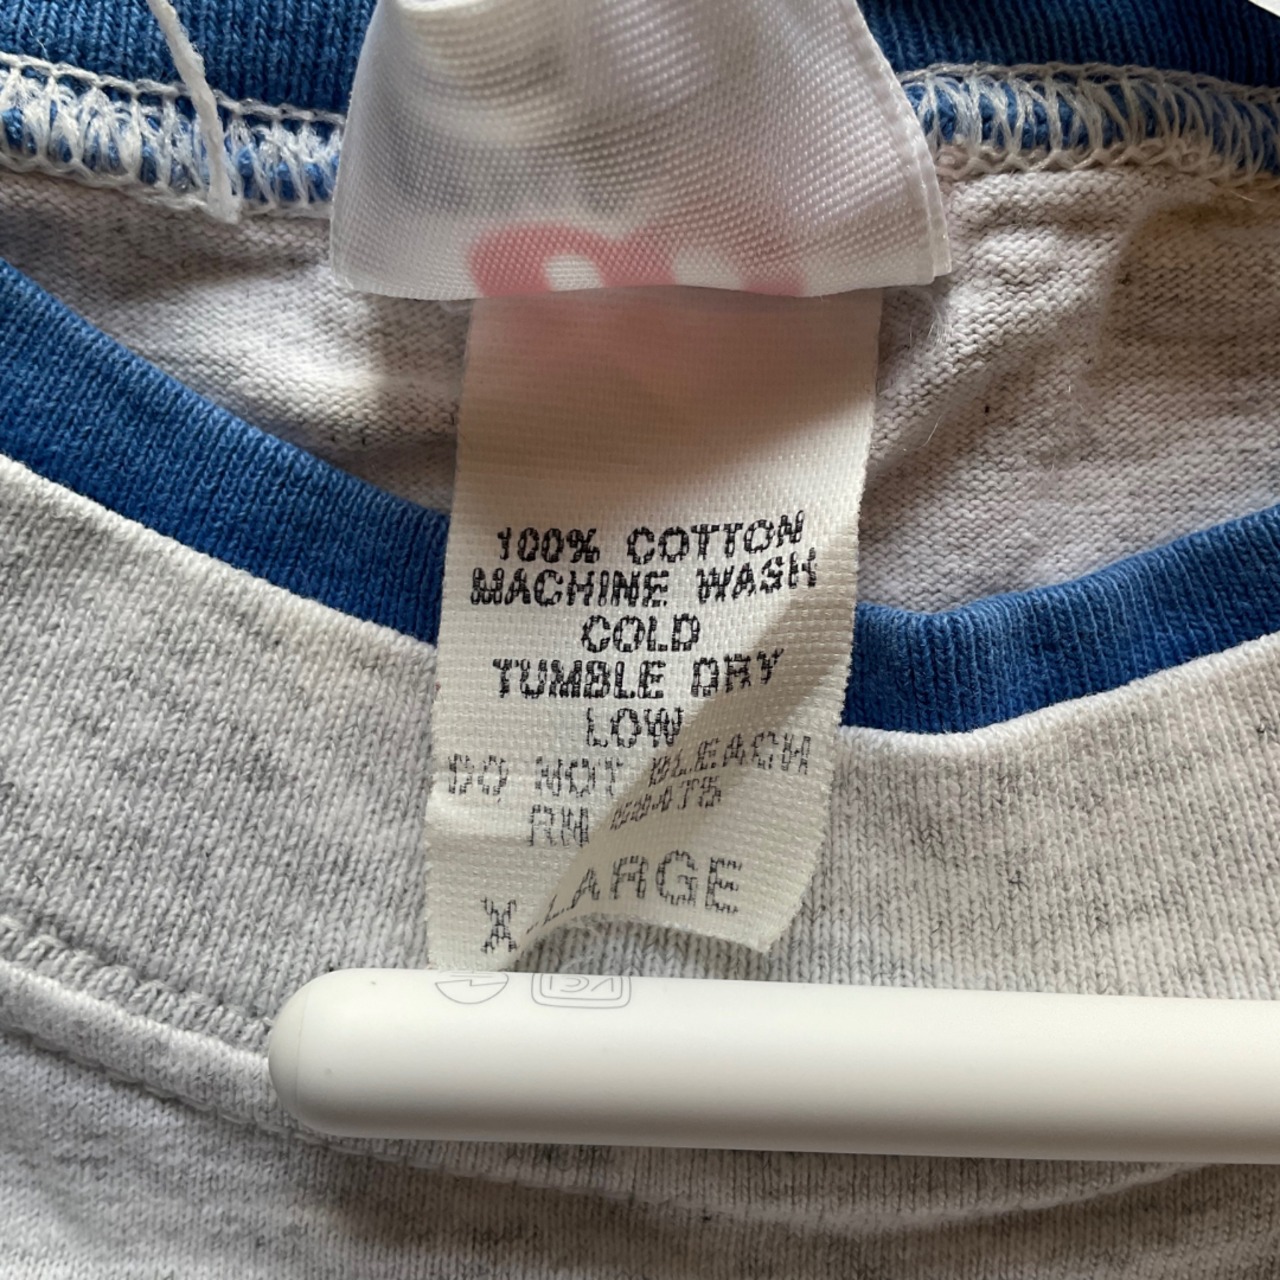 100% COTTON
MACHINE WASH
COLD
TUMBLE DRY
LOW
DO NOT BLEACH
RN
X-LARGE